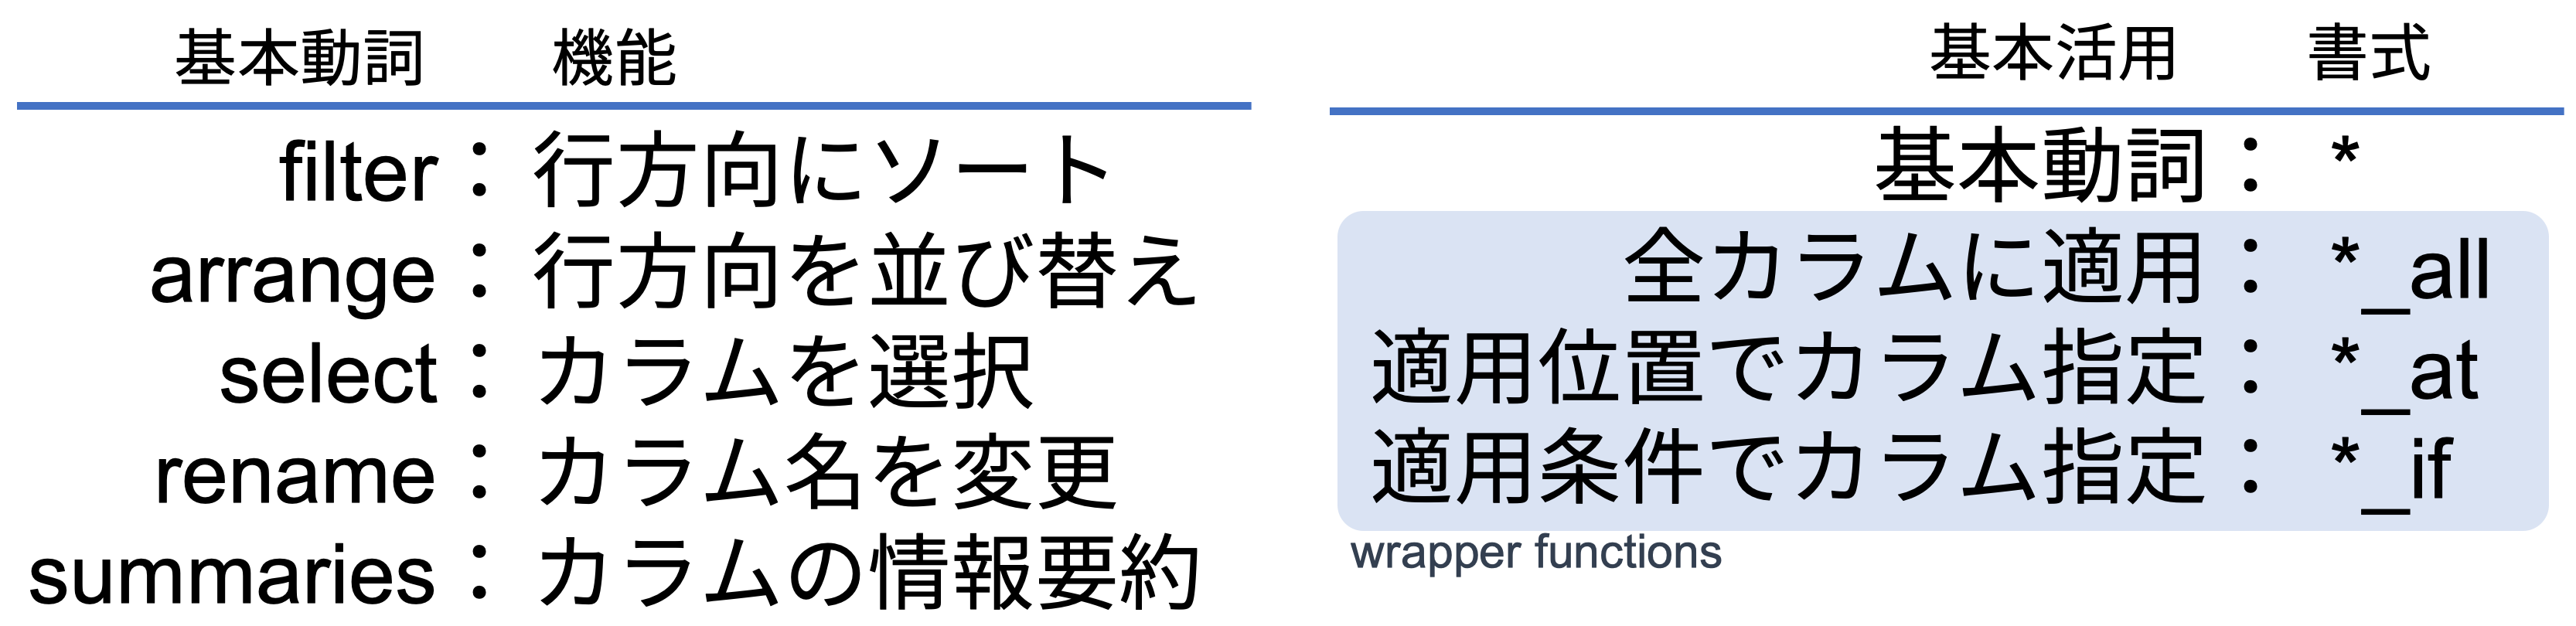 基本動詞 機能
filter：行方向にソート
arrange：行方向を並び替え
select：カラムを選択
rename：カラム名を変更
summaries：カラムの情報要約
基本活用 書式
基本動詞： *
全カラムに適用： *_all
適用位置でカラム指定： *_at
適用条件でカラム指定： *_if
wrapper functions